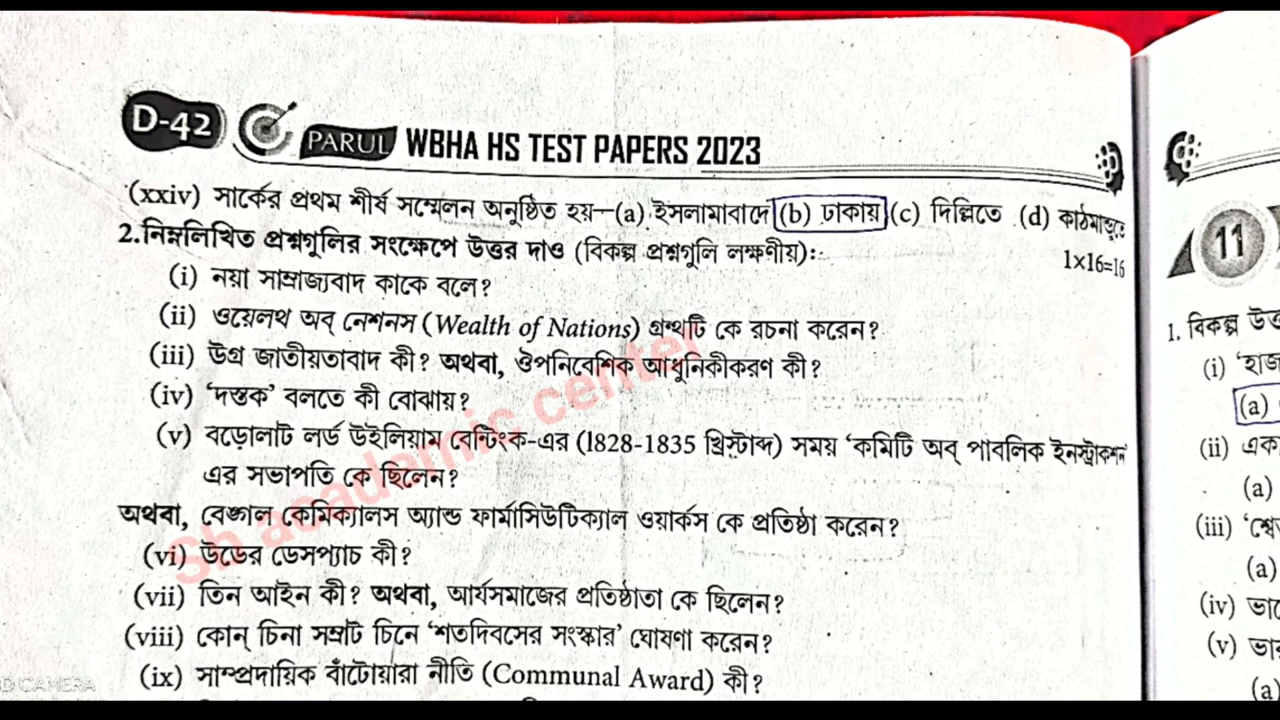 D-42 PARUL WBHA HS TEST PAPERS 2023
(xxiv) সার্কের প্রথম শীর্ষ সম্মেলন অনুষ্ঠিত হয়—(a) ইসলামাবাদে (b) ঢাকায় (c) দিল্লিতে (d) কাঠমান্ডুতে
2.নিম্নলিখিত প্রশ্নগুলির সংক্ষেপে উত্তর দাও (বিকল্প প্রশ্নগুলি লক্ষণীয়): 1×16=16
(i) নয়া সাম্রাজ্যবাদ কাকে বলে?
(ii) ওয়েলথ অব্ নেশনস (Wealth of Nations) গ্রন্থটি কে রচনা করেন?
(iii) উগ্র জাতীয়তাবাদ কী? অথবা, ঔপনিবেশিক আধুনিকীকরণ কী?
(iv) ‘দস্তক’ বলতে কী বোঝায়?
(v) বড়োলাট লর্ড উইলিয়াম বেন্টিংক-এর (1828-1835 খ্রিস্টাব্দ) সময় ‘কমিটি অব্ পাবলিক ইনস্ট্রাকশন’
এর সভাপতি কে ছিলেন?
অথবা, বেঙ্গল কেমিক্যালস অ্যান্ড ফার্মাসিউটিক্যাল ওয়ার্কস কে প্রতিষ্ঠা করেন?
(vi) উডের ডেসপ্যাচ কী?
(vii) তিন আইন কী? অথবা, আর্যসমাজের প্রতিষ্ঠাতা কে ছিলেন?
(viii) কোন্ চিনা সম্রাট চিনে ‘শতদিবসের সংস্কার’ ঘোষণা করেন?
(ix) সাম্প্রদায়িক বাঁটোয়ারা নীতি (Communal Award) কী?
Sb academic center
CAMERA
11
1. বিকল্প
(i)
(a)
(ii) এক
(a)
(iii)
(a)
(iv)
(v)
(a)